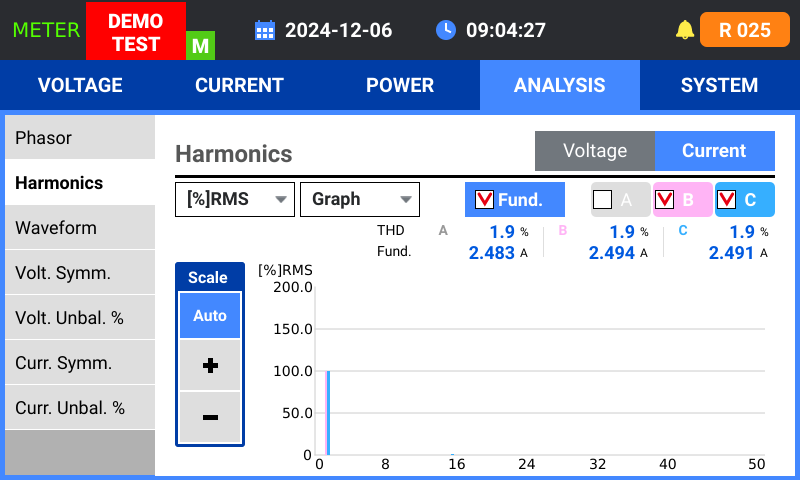 METER
DEMO
TEST
M
2024-12-06
09:04:27
R 025
VOLTAGE
CURRENT
POWER
ANALYSIS
SYSTEM
Phasor
Harmonics
Waveform
Volt. Symm.
Volt. Unbal. %
Curr. Symm.
Curr. Unbal. %
Harmonics
Voltage
Current
[%]RMS
Graph
Fund.
A
B
C
THD A 1.9 % B 1.9 % C 1.9 %
Fund. 2.483 A 2.494 A 2.491 A
Scale
Auto
+
−
[%]RMS
200.0
150.0
100.0
50.0
0
0 8 16 24 32 40 50